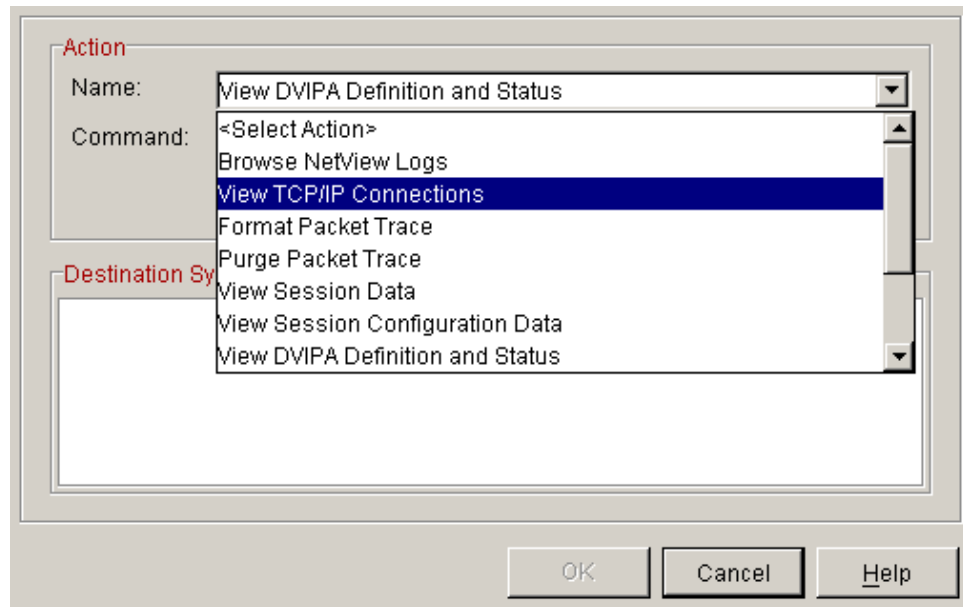 Action
Name:
View DVIPA Definition and Status
Command:
<Select Action>
Browse NetView Logs
View TCP/IP Connections
Format Packet Trace
Purge Packet Trace
View Session Data
View Session Configuration Data
View DVIPA Definition and Status
Destination Sy
OK
Cancel
Help